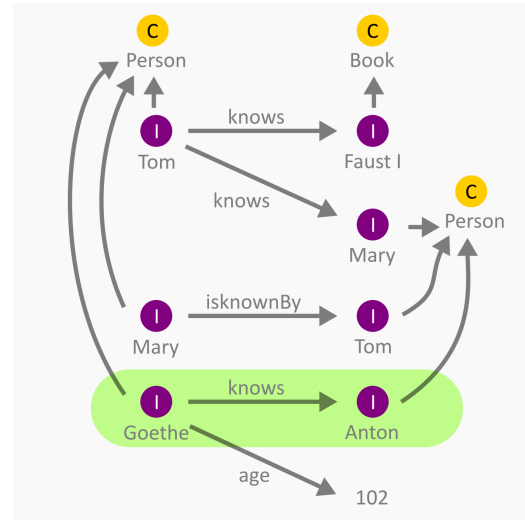 C
C
Person
Book
knows
I
I
Tom
Faust I
C
knows
I
Person
Mary
isknownBy
I
I
Mary
Tom
knows
I
I
Goethe
Anton
age
102